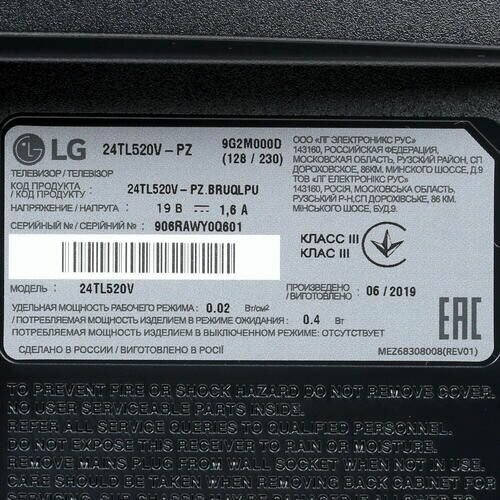 LG 24TL520V-PZ 9G2M000D
(128 / 230)
ТЕЛЕВИЗОР / ТЕЛЕВІЗОР
КОД ПРОДУКТА :
КОД ПРОДУКТУ : 24TL520V-PZ.BRUQLPU
НАПРЯЖЕНИЕ / НАПРУГА : 19 В ⎓ 1,6 А
СЕРИЙНЫЙ № / СЕРІЙНИЙ № : 906RAWY0Q601
ООО «ЛГ ЭЛЕКТРОНИКС РУС»
143160, РОССИЙСКАЯ ФЕДЕРАЦИЯ,
МОСКОВСКАЯ ОБЛАСТЬ, РУЗСКИЙ РАЙОН, СП
ДОРОХОВСКОЕ, 86КМ. МИНСКОГО ШОССЕ, Д.9
ТОВ «ЛГ ЕЛЕКТРОНІКС РУС»
143160, РОСІЯ, МОСКОВСЬКА ОБЛАСТЬ,
РУЗСЬКИЙ Р-Н,СП ДОРОХІВСЬКЕ, 86 КМ.
МІНСЬКОГО ШОСЕ, БУД.9.
КЛАСС III
КЛАС III
МОДЕЛЬ : 24TL520V
ПРОИЗВЕДЕНО
ВИГОТОВЛЕНО : 06 / 2019
УДЕЛЬНАЯ МОЩНОСТЬ РАБОЧЕГО РЕЖИМА : 0.02 Вт/см²
ПОТРЕБЛЯЕМАЯ МОЩНОСТЬ ИЗДЕЛИЕМ В РЕЖИМЕ ОЖИДАНИЯ : 0.4 Вт
ПОТРЕБЛЯЕМАЯ МОЩНОСТЬ ИЗДЕЛИЕМ В ВЫКЛЮЧЕННОМ РЕЖИМЕ: ОТСУТСТВУЕТ
EAC
СДЕЛАНО В РОССИИ / ВИГОТОВЛЕНО В РОСІЇ
MEZ68308008(REV01)
TO PREVENT FIRE OR SHOCK HAZARD DO NOT REMOVE COVER.
NO USER SERVICEABLE PARTS INSIDE.
REFER ALL SERVICE QUERIES TO QUALIFIED PERSONNEL.
DO NOT EXPOSE THIS RECEIVER TO RAIN OR MOISTURE.
REMOVE MAINS PLUG FROM WALL SOCKET WHEN NOT IN USE.
CARE SHOULD BE TAKEN WHEN REMOVING BACK CABINET FOR